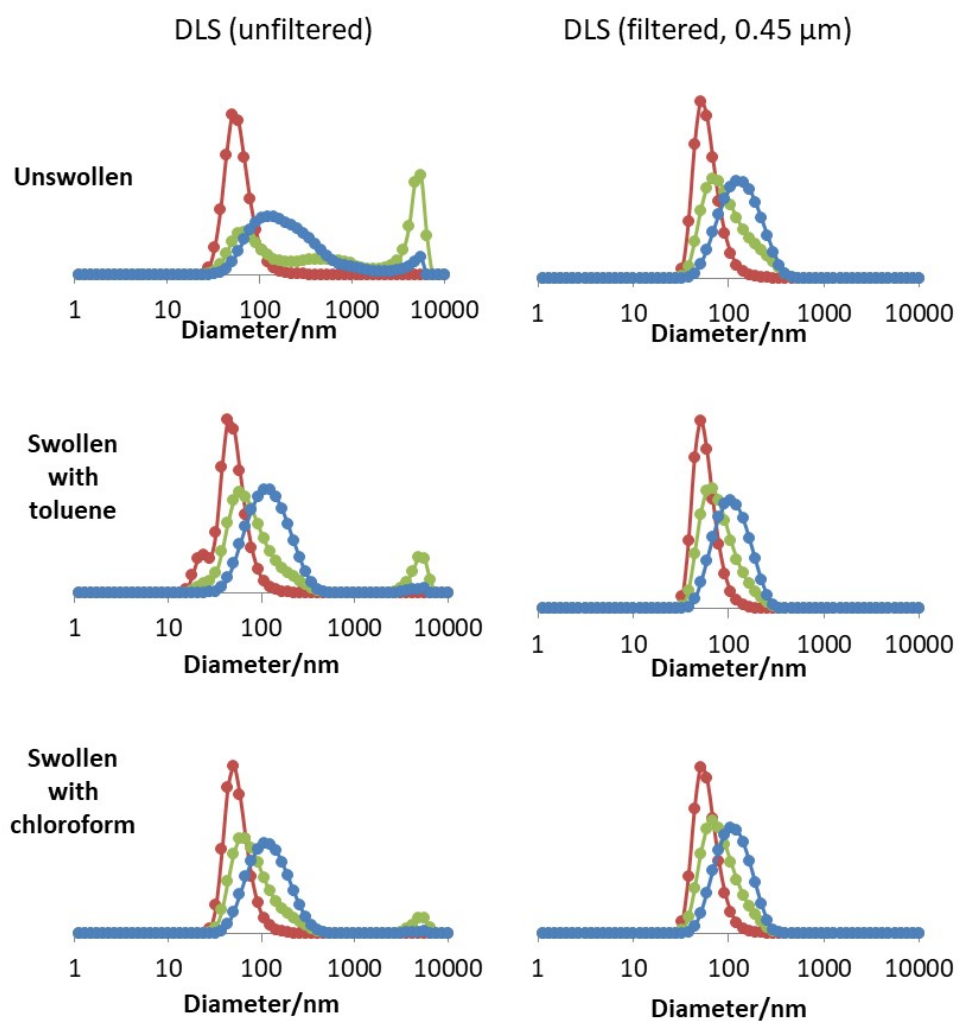 DLS (unfiltered)
DLS (filtered, 0.45 µm)
Unswollen
1 10 100 1000 10000
Diameter/nm
1 10 100 1000 10000
Diameter/nm
Swollen
with
toluene
1 10 100 1000 10000
Diameter/nm
1 10 100 1000 10000
Diameter/nm
Swollen
with
chloroform
1 10 100 1000 10000
Diameter/nm
1 10 100 1000 10000
Diameter/nm